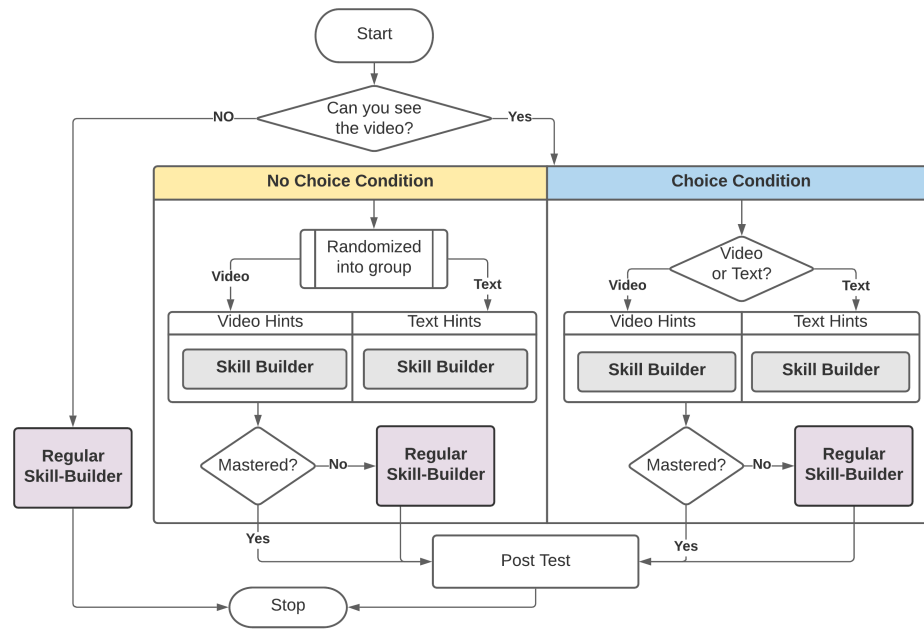 Start
Can you see
the video?
NO
Yes
No Choice Condition
Choice Condition
Randomized
into group
Video
or Text?
Video
Text
Video
Text
Video Hints
Text Hints
Video Hints
Text Hints
Skill Builder
Skill Builder
Skill Builder
Skill Builder
Regular
Skill-Builder
Mastered?
No
Regular
Skill-Builder
Mastered?
No
Regular
Skill-Builder
Yes
Yes
Post Test
Stop